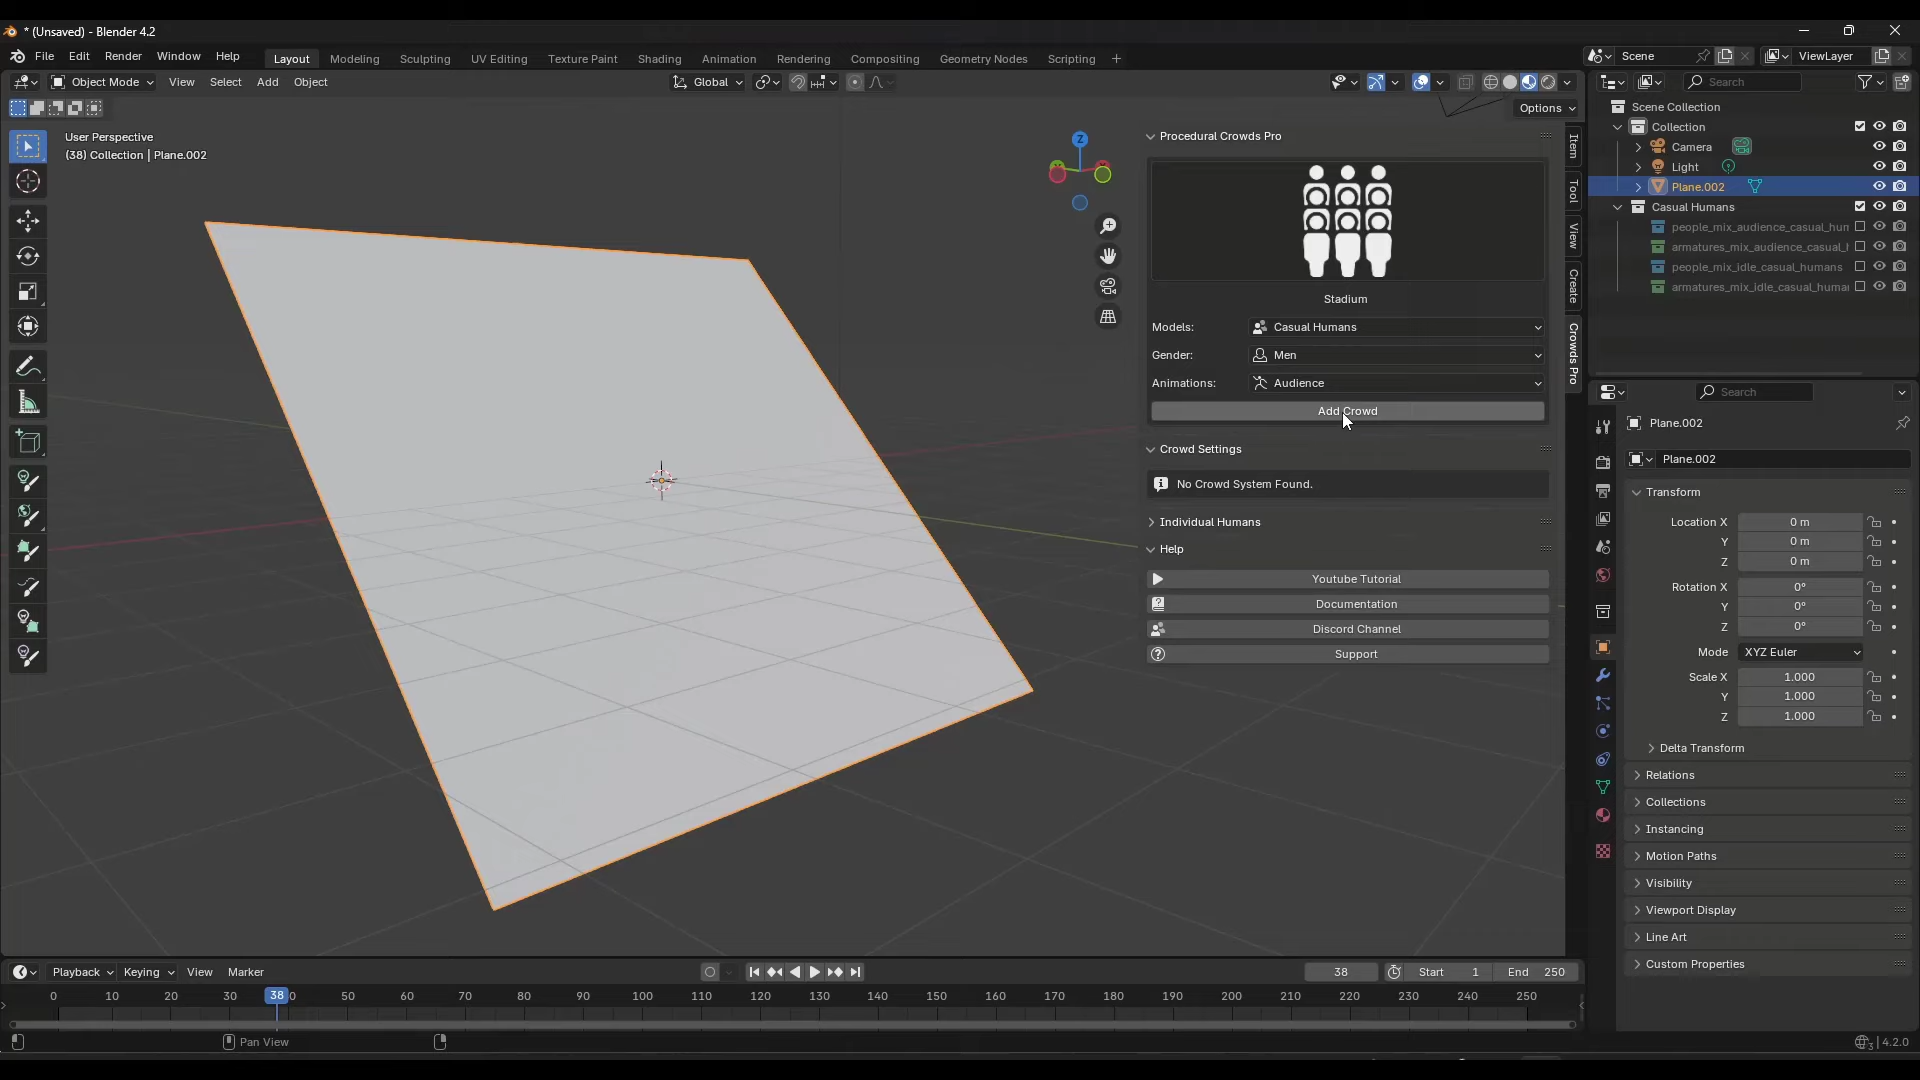 * (Unsaved) - Blender 4.2
File Edit Render Window Help
Layout Modeling Sculpting UV Editing Texture Paint Shading Animation Rendering Compositing Geometry Nodes Scripting +
Scene
ViewLayer
Object Mode View Select Add Object
Global
Search
Options
User Perspective
(38) Collection | Plane.002
Z
Procedural Crowds Pro
Stadium
Models: Casual Humans
Gender: Men
Animations: Audience
Add Crowd
Crowd Settings
No Crowd System Found.
Individual Humans
Help
Youtube Tutorial
Documentation
Discord Channel
Support
Item
Tool
View
Create
Crowds Pro
Scene Collection
Collection
Camera
Light
Plane.002
Casual Humans
people_mix_audience_casual_hun
armatures_mix_audience_casual_h
people_mix_idle_casual_humans
armatures_mix_idle_casual_humai
Search
Plane.002
Plane.002
Transform
Location X 0 m
Y 0 m
Z 0 m
Rotation X 0°
Y 0°
Z 0°
Mode XYZ Euler
Scale X 1.000
Y 1.000
Z 1.000
Delta Transform
Relations
Collections
Instancing
Motion Paths
Visibility
Viewport Display
Line Art
Custom Properties
Playback Keying View Marker
38 Start 1 End 250
0 10 20 30 38 0 50 60 70 80 90 100 110 120 130 140 150 160 170 180 190 200 210 220 230 240 250
Pan View
3 | 4.2.0